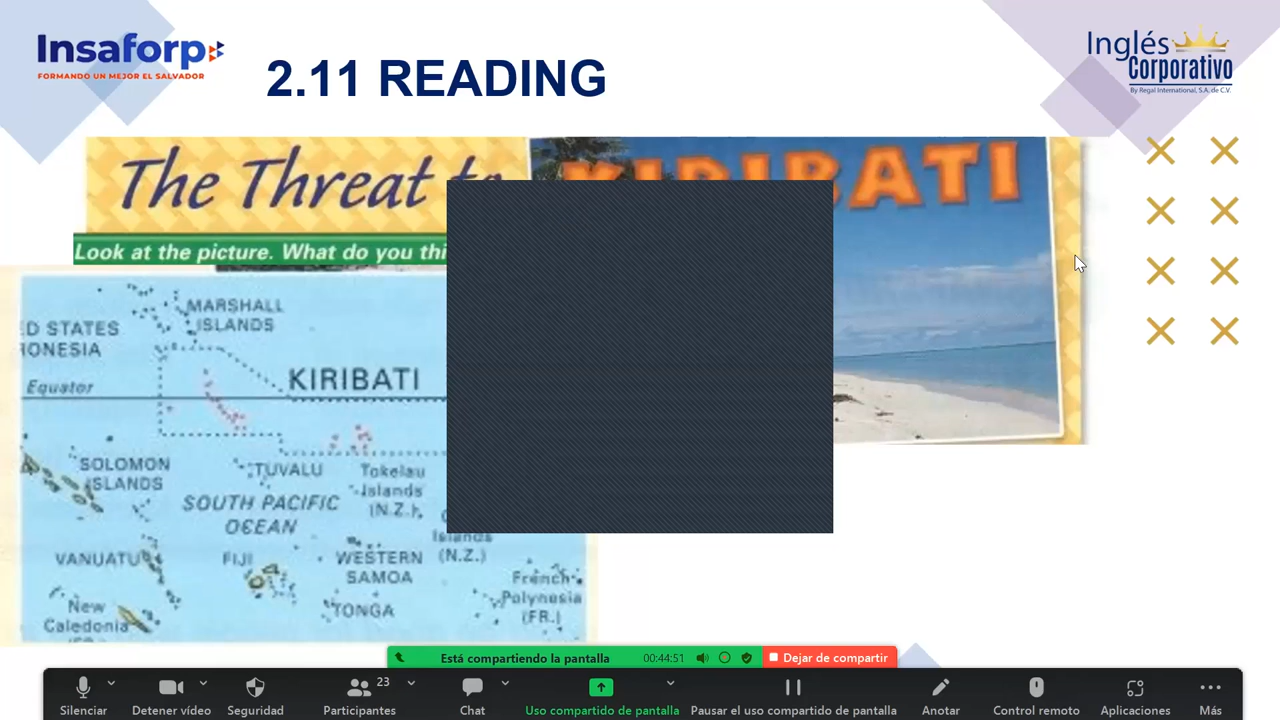 Insaforp
FORMANDO UN MEJOR EL SALVADOR
2.11 READING
Inglés
Corporativo
By Regal International, S.A. de C.V.
The Threat to
KIRIBATI
Look at the picture. What do you thi
MARSHALL
ISLANDS
D STATES
ONESIA
Equator
KIRIBATI
SOLOMON
ISLANDS
TUVALU
Tokelau
Islands
(N.Z.)
SOUTH PACIFIC
OCEAN
Islands
(N.Z.)
VANUATU
FIJI
WESTERN
SAMOA
French
Polynesia
(FR.)
New
Caledonia
TONGA
Está compartiendo la pantalla
00:44:51
Dejar de compartir
Silenciar
Detener vídeo
Seguridad
23
Participantes
Chat
Uso compartido de pantalla
Pausar el uso compartido de pantalla
Anotar
Control remoto
Aplicaciones
Más